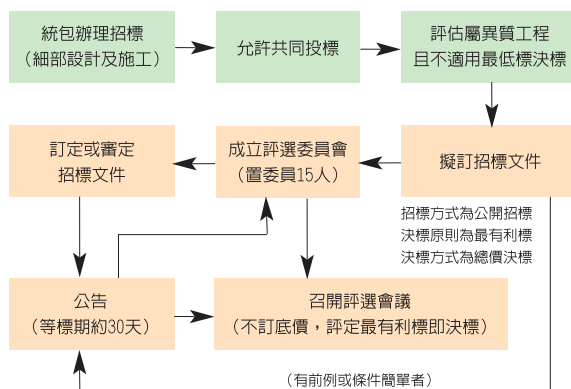 統包辦理招標
（細部設計及施工）
允許共同投標
評估屬異質工程
且不適用最低標決標
訂定或審定
招標文件
成立評選委員會
（置委員15人）
擬訂招標文件
招標方式為公開招標
決標原則為最有利標
決標方式為總價決標
公告
（等標期約30天）
召開評選會議
（不訂底價，評定最有利標即決標）
（有前例或條件簡單者）